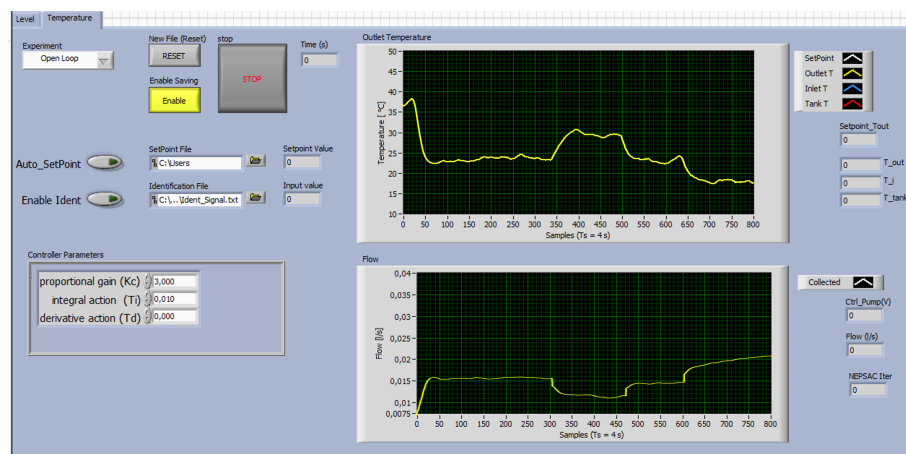 Level Temperature
Experiment
Open Loop
New File (Reset)
RESET
Enable Saving
Enable
stop
STOP
Time (s)
0
Auto_SetPoint
SetPoint File
C:\Users
Setpoint Value
0
Enable Ident
Identification File
C:\...\Ident_Signal.txt
Input value
0
Controller Parameters
proportional gain (Kc) 3,000
integral action (Ti) 0,010
derivative action (Td) 0,000
Outlet Temperature
Temperature [ °C]
50
45
40
35
30
25
20
15
10
0 50 100 150 200 250 300 350 400 450 500 550 600 650 700 750 800
Samples (Ts = 4 s)
SetPoint
Outlet T
Inlet T
Tank T
Setpoint_Tout
0
0 T_out
0 T_i
0 T_tank
Flow
Flow [l/s]
0,04
0,035
0,03
0,025
0,02
0,015
0,01
0,0075
0 50 100 150 200 250 300 350 400 450 500 550 600 650 700 750 800
Samples (Ts = 4 s)
Collected
Ctrl_Pump(V)
0
Flow (l/s)
0
NEPSAC Iter
0